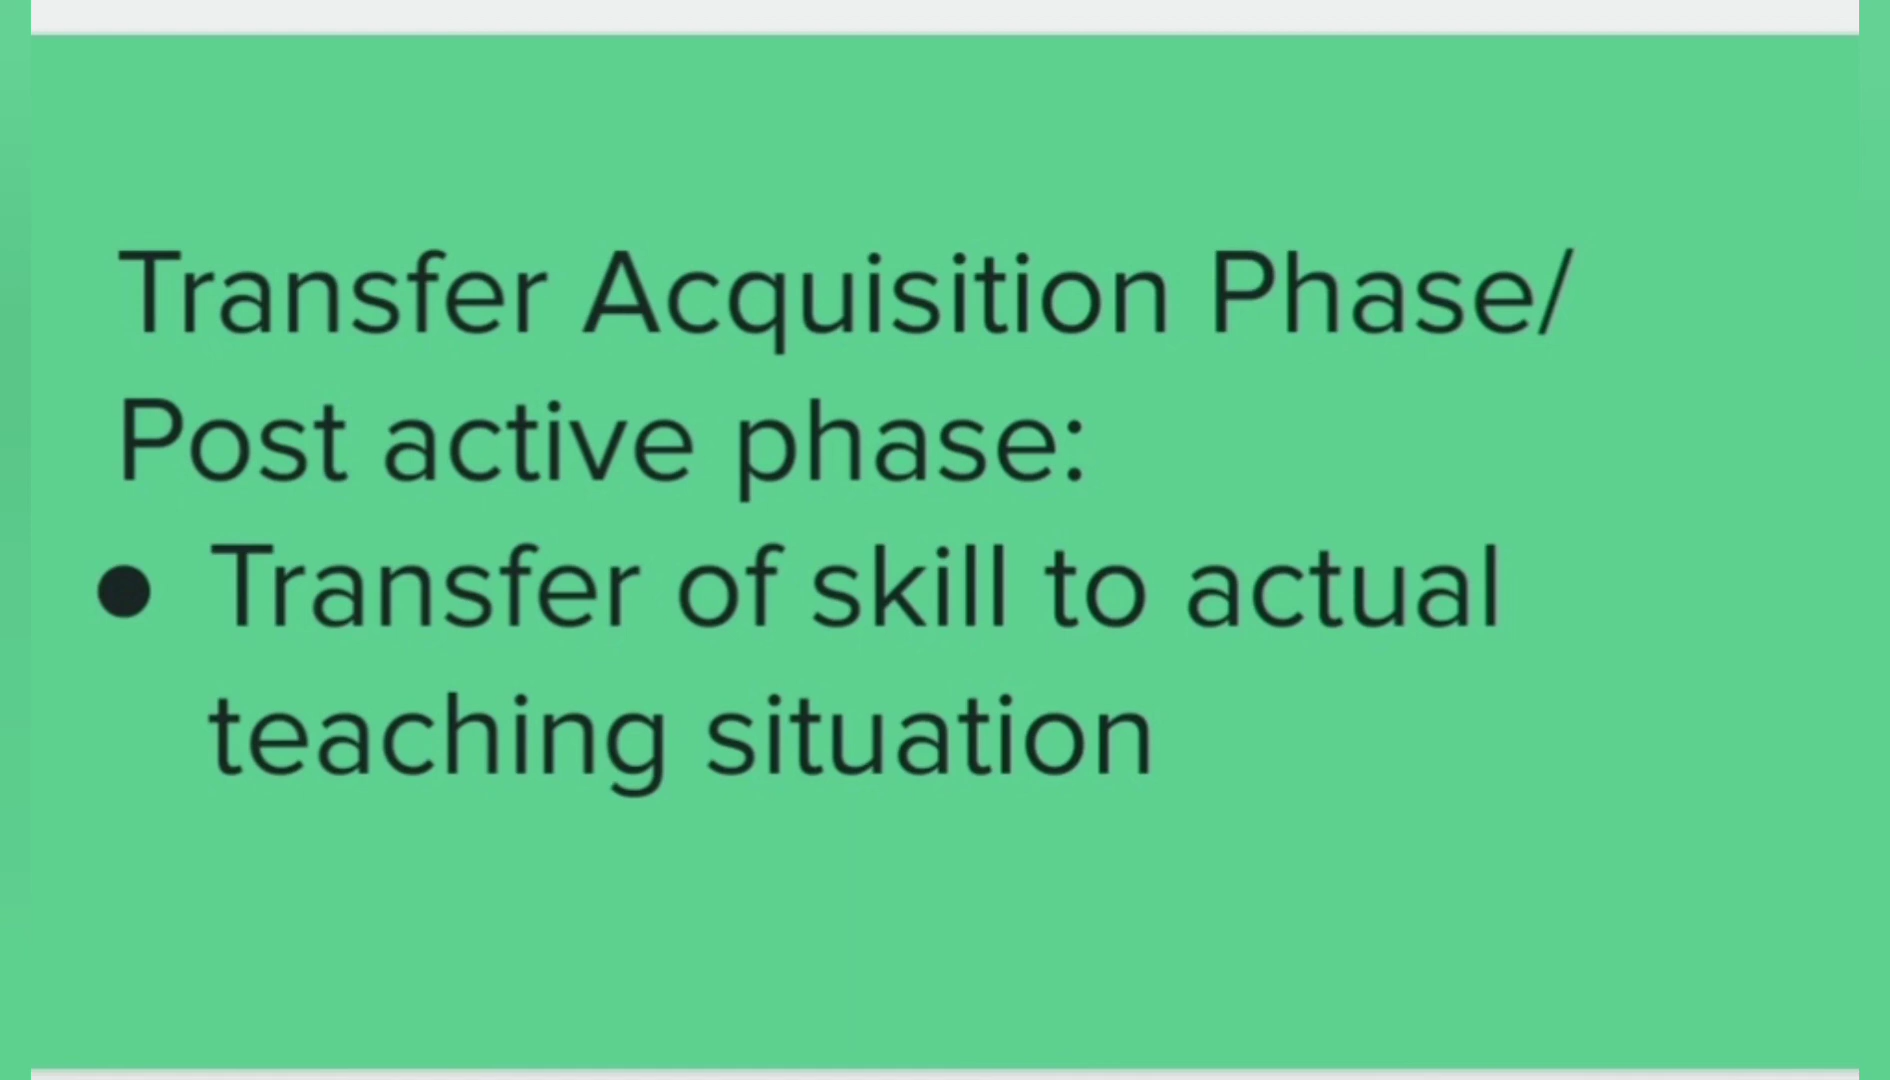 Transfer Acquisition Phase/
Post active phase:
● Transfer of skill to actual
teaching situation